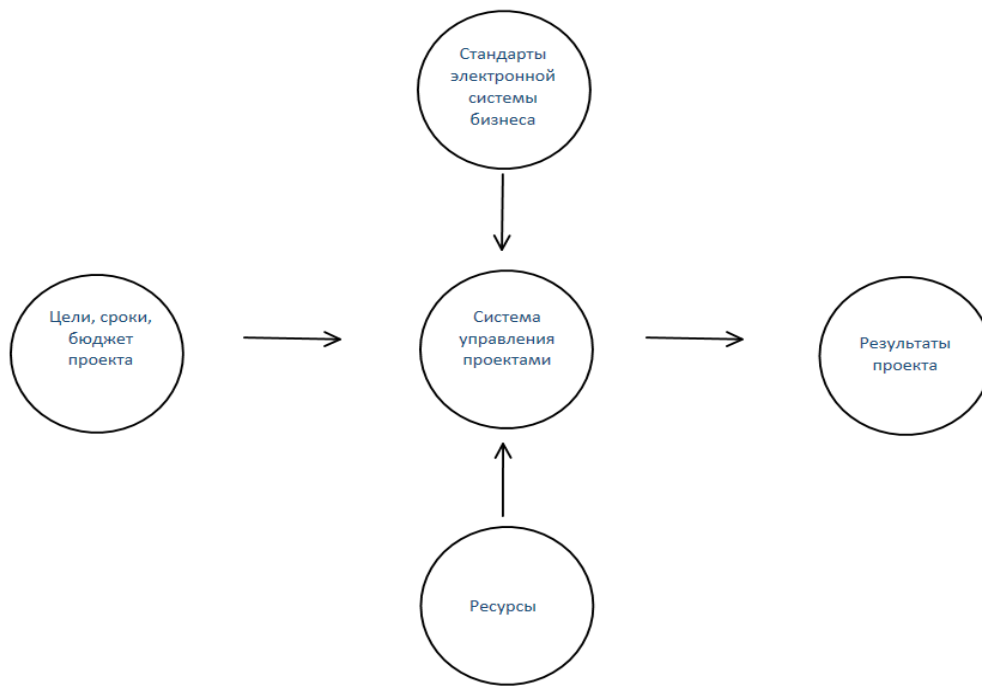 Стандарты
электронной
системы
бизнеса
Цели, сроки,
бюджет
проекта
Система
управления
проектами
Результаты
проекта
Ресурсы